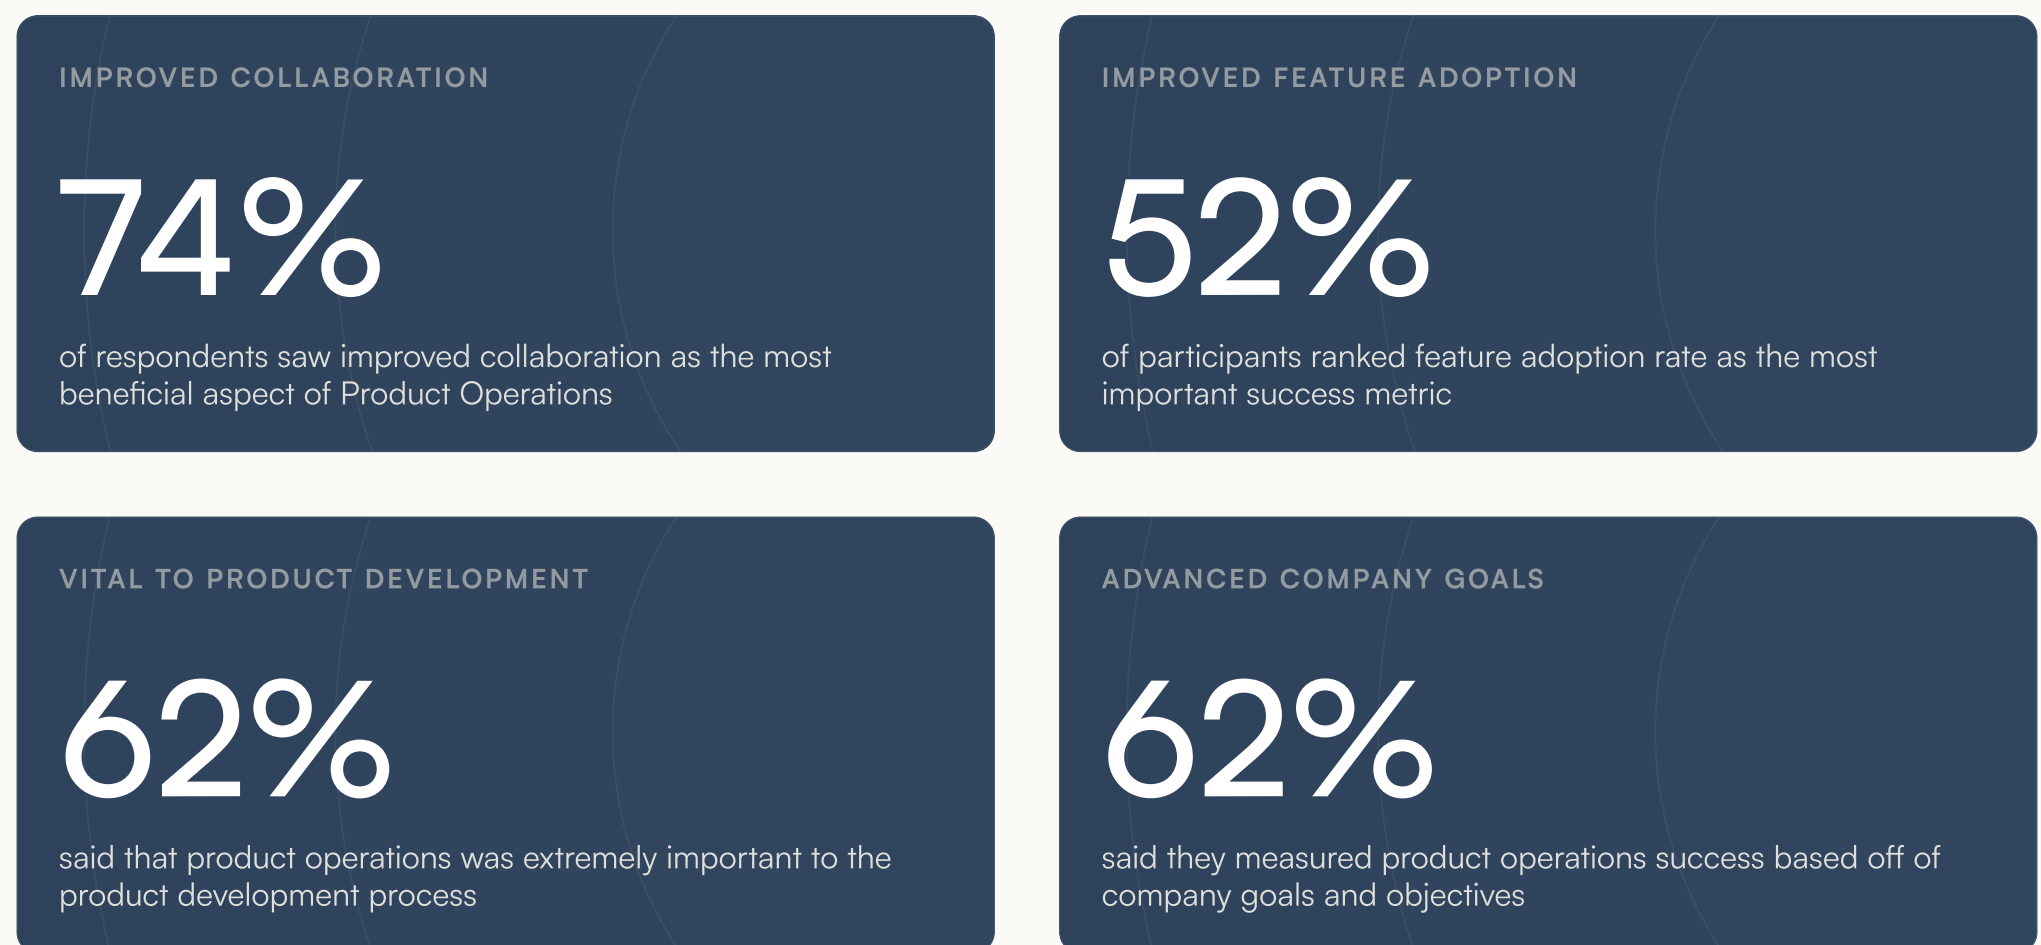 IMPROVED COLLABORATION
74%
of respondents saw improved collaboration as the most
beneficial aspect of Product Operations
IMPROVED FEATURE ADOPTION
52%
of participants ranked feature adoption rate as the most
important success metric
VITAL TO PRODUCT DEVELOPMENT
62%
said that product operations was extremely important to the
product development process
ADVANCED COMPANY GOALS
62%
said they measured product operations success based off of
company goals and objectives